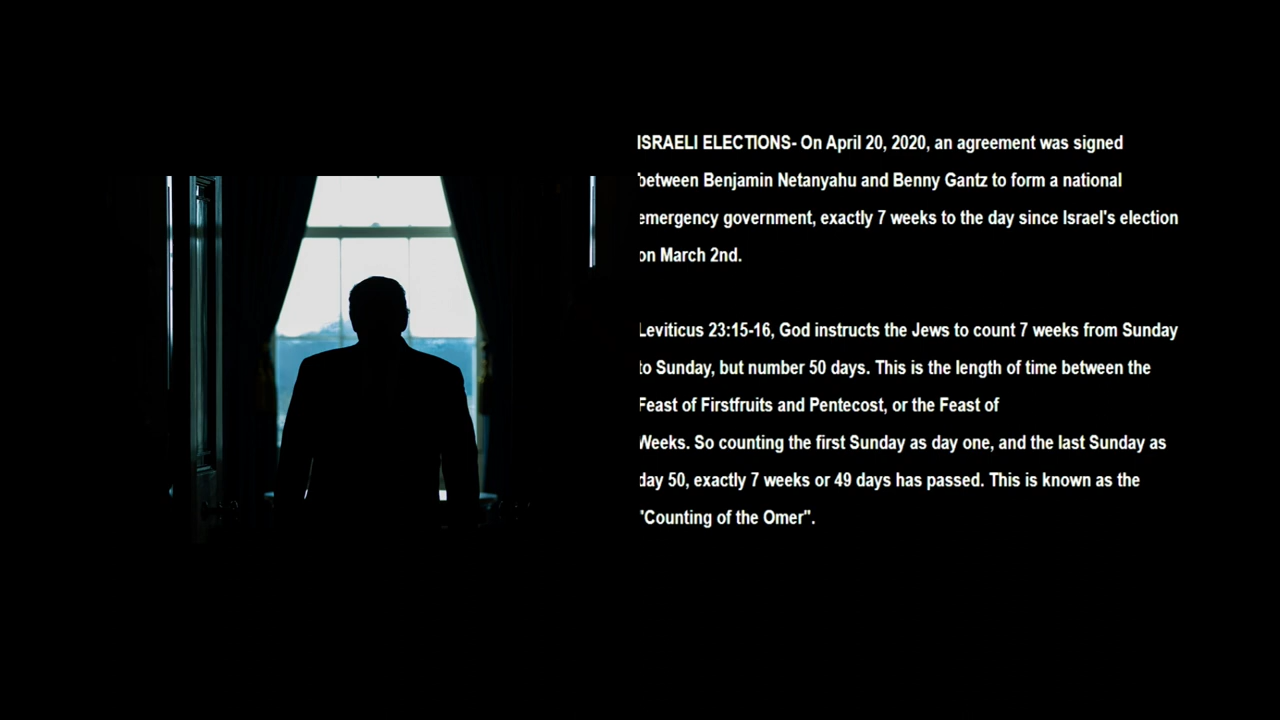 ISRAELI ELECTIONS- On April 20, 2020, an agreement was signed
between Benjamin Netanyahu and Benny Gantz to form a national
emergency government, exactly 7 weeks to the day since Israel's election
on March 2nd.
Leviticus 23:15-16, God instructs the Jews to count 7 weeks from Sunday
to Sunday, but number 50 days. This is the length of time between the
Feast of Firstfruits and Pentecost, or the Feast of
Weeks. So counting the first Sunday as day one, and the last Sunday as
day 50, exactly 7 weeks or 49 days has passed. This is known as the
"Counting of the Omer".